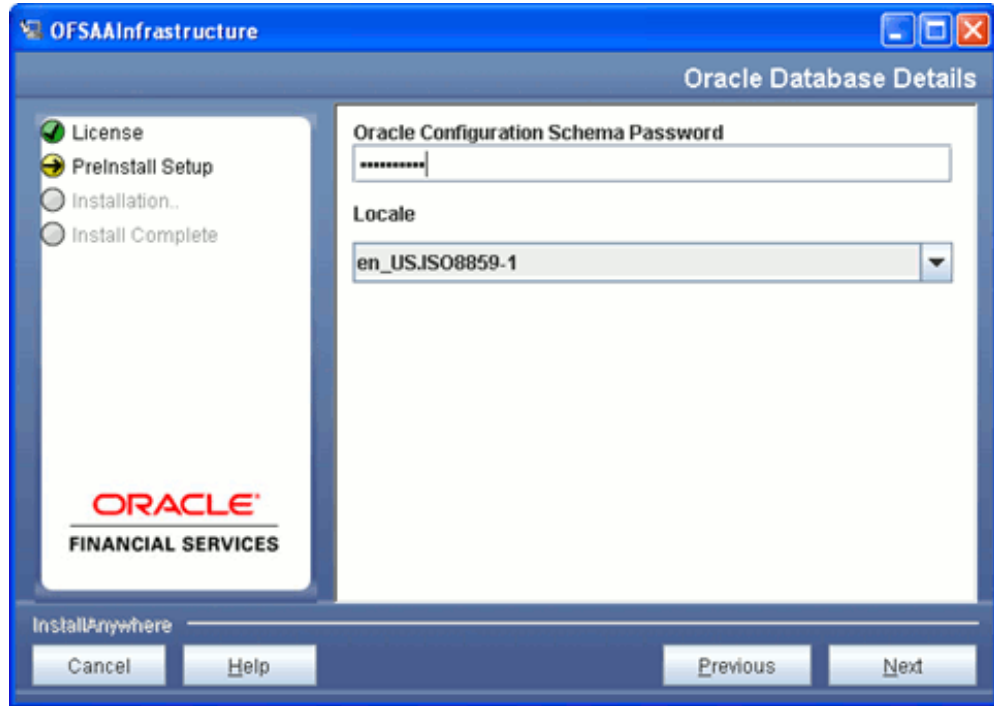 OFSAAInfrastructure
Oracle Database Details
License
PreInstall Setup
Installation..
Install Complete
ORACLE
FINANCIAL SERVICES
Oracle Configuration Schema Password
••••••••••
Locale
en_US.ISO8859-1
InstallAnywhere
Cancel
Help
Previous
Next